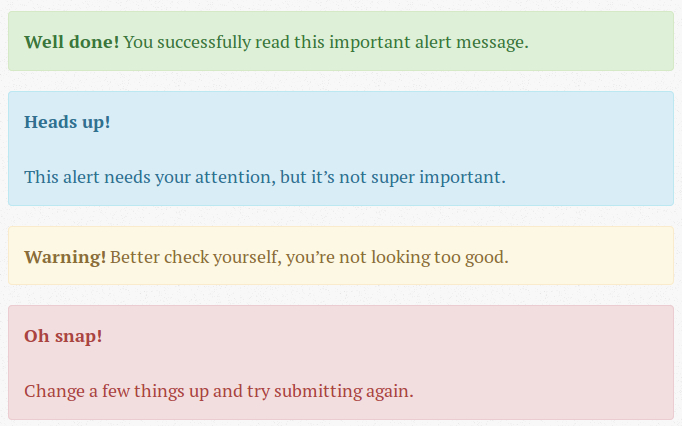 Well done! You successfully read this important alert message.
Heads up!
This alert needs your attention, but it’s not super important.
Warning! Better check yourself, you’re not looking too good.
Oh snap!
Change a few things up and try submitting again.